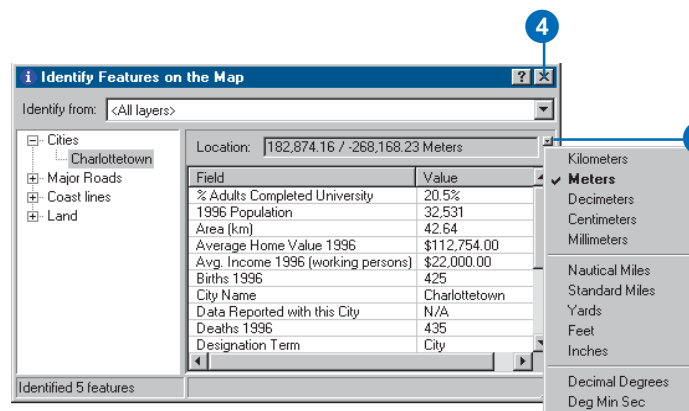 4
Identify Features on the Map
Identify from: <All layers>
Cities
Charlottetown
Major Roads
Coast lines
Land
Location: 182,874.16 / -268,168.23 Meters
Field Value
% Adults Completed University 20.5%
1996 Population 32,531
Area (km) 42.64
Average Home Value 1996 $112,754.00
Avg. Income 1996 (working persons) $22,000.00
Births 1996 425
City Name Charlottetown
Data Reported with this City N/A
Deaths 1996 435
Designation Term City
Identified 5 features
Kilometers
Meters
Decimeters
Centimeters
Millimeters
Nautical Miles
Standard Miles
Yards
Feet
Inches
Decimal Degrees
Deg Min Sec